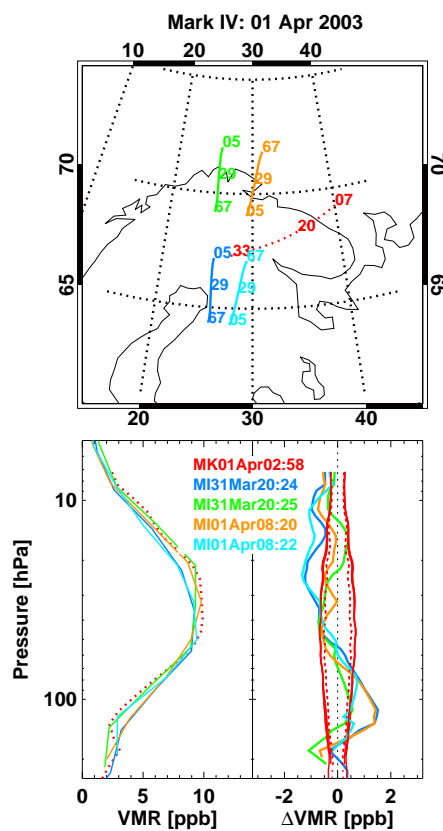 Mark IV: 01 Apr 2003
10 20 30 40
70 70
65 65
05 67
29 29
67 05
07
20
33
05 67
29 29
67 05
20 30 40
MK01Apr02:58
MI31Mar20:24
MI31Mar20:25
MI01Apr08:20
MI01Apr08:22
Pressure [hPa]
10
100
0 5 10
-2 0 2
VMR [ppb]
ΔVMR [ppb]